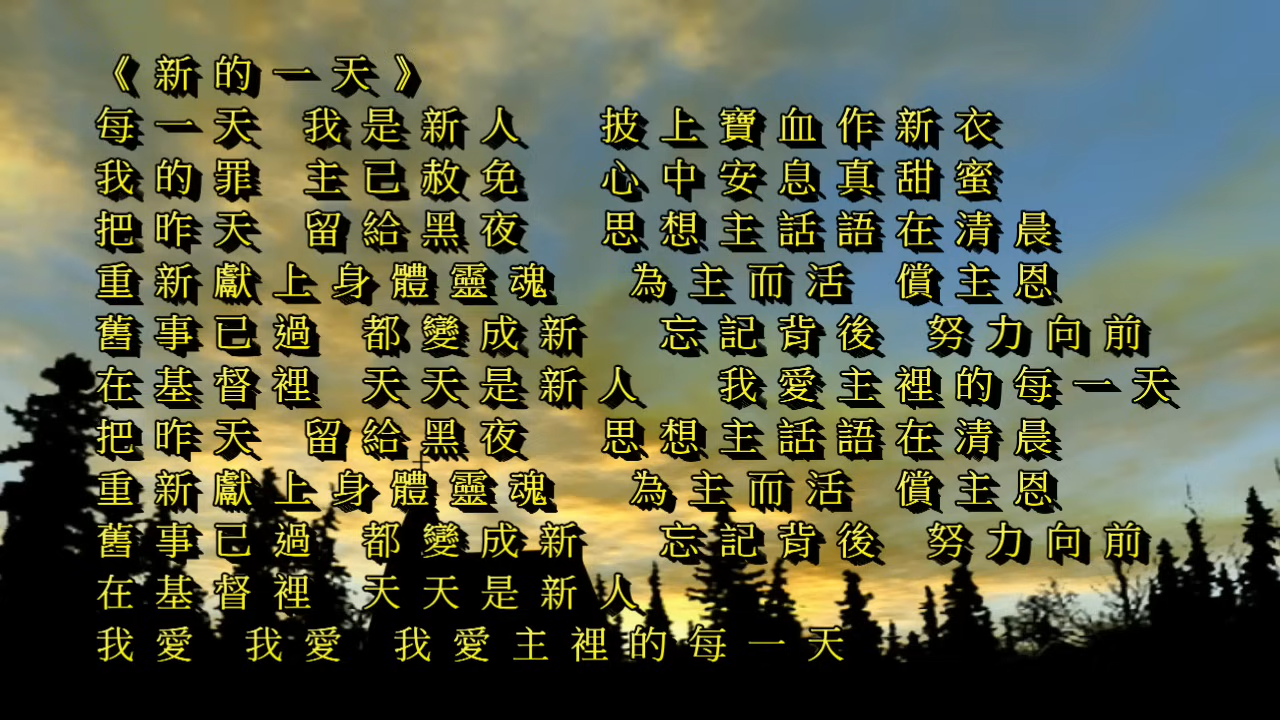 《新的一天》
每一天 我是新人 披上寶血作新衣
我的罪 主已赦免 心中安息真甜蜜
把昨天 留給黑夜 思想主話語在清晨
重新獻上身體靈魂 為主而活 償主恩
舊事已過 都變成新 忘記背後 努力向前
在基督裡 天天是新人 我愛主裡的每一天
把昨天 留給黑夜 思想主話語在清晨
重新獻上身體靈魂 為主而活 償主恩
舊事已過 都變成新 忘記背後 努力向前
在基督裡 天天是新人
我愛 我愛 我愛主裡的每一天